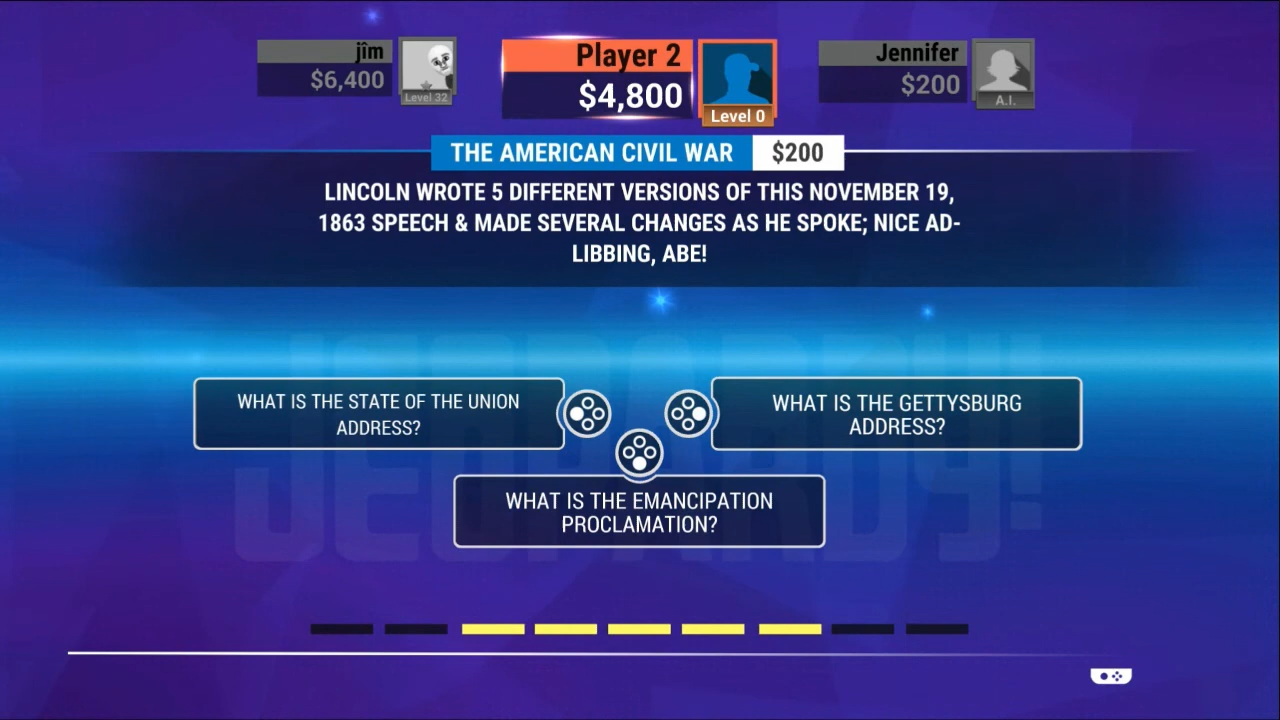 jîm
$6,400
Level 32
Player 2
$4,800
Level 0
Jennifer
$200
A.I.
THE AMERICAN CIVIL WAR $200
LINCOLN WROTE 5 DIFFERENT VERSIONS OF THIS NOVEMBER 19,
1863 SPEECH & MADE SEVERAL CHANGES AS HE SPOKE; NICE AD-
LIBBING, ABE!
JEOPARDY!
WHAT IS THE STATE OF THE UNION
ADDRESS?
WHAT IS THE GETTYSBURG
ADDRESS?
WHAT IS THE EMANCIPATION
PROCLAMATION?
JEOPARDY!